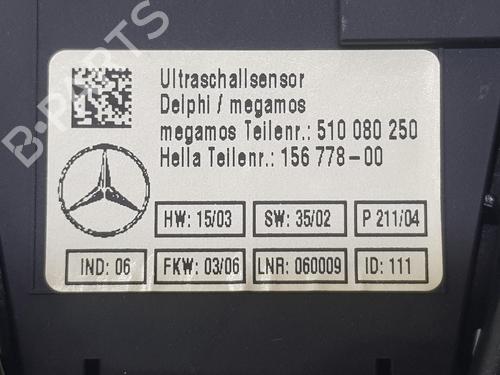 B-PARTS
Ultraschallsensor
Delphi / megamos
megamos Teilenr.: 510 080 250
Hella Teilenr.: 156 778-00
HW: 15/03 SW: 35/02 P 211/04
IND: 06 FKW: 03/06 LNR: 060009 ID: 111